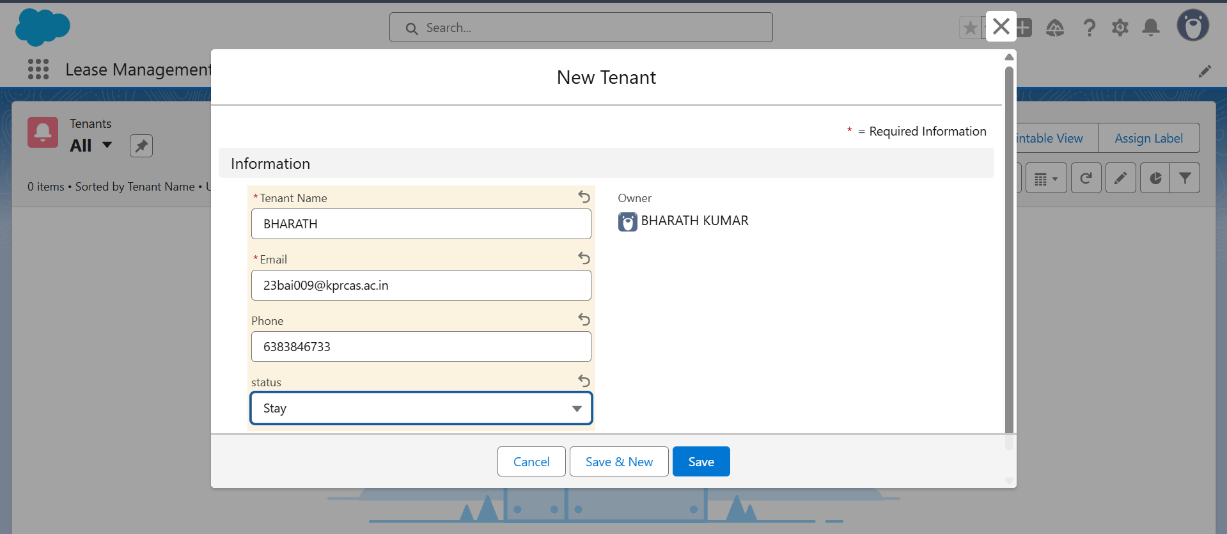 Search...
Lease Management
New Tenant
* = Required Information
Tenants
All
intable View
Assign Label
0 items • Sorted by Tenant Name •
Information
* Tenant Name
BHARATH
Owner
BHARATH KUMAR
* Email
23bai009@kprcas.ac.in
Phone
6383846733
status
Stay
Cancel
Save & New
Save